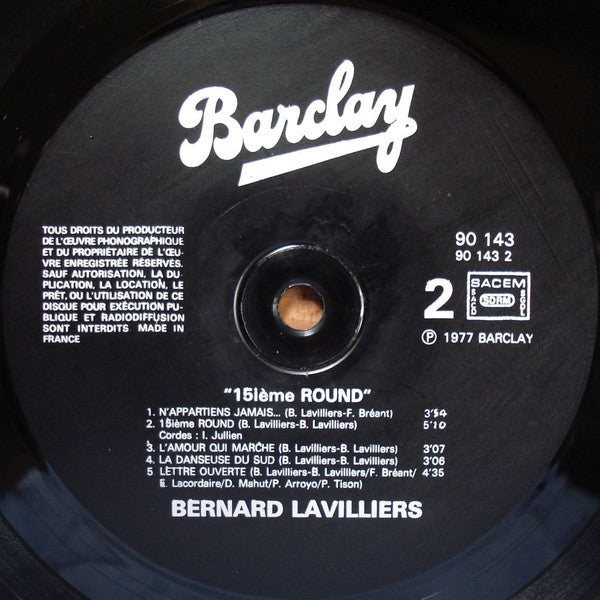 Barclay
TOUS DROITS DU PRODUCTEUR
DE L'ŒUVRE PHONOGRAPHIQUE
ET DU PROPRIÉTAIRE DE L'ŒU-
VRE ENREGISTRÉE RÉSERVÉS.
SAUF AUTORISATION, LA DU-
PLICATION, LA LOCATION, LE
PRÊT, OU L'UTILISATION DE CE
DISQUE POUR EXÉCUTION PU-
BLIQUE ET RADIODIFFUSION
SONT INTERDITS. MADE IN
FRANCE
90 143
90 143 2
2
SACEM
SACD SDRM SGDL
Ⓟ 1977 BARCLAY
"15ième ROUND"
1. N'APPARTIENS JAMAIS... (B. Lavilliers-F. Bréant) 3'54
2. 15ième ROUND (B. Lavilliers-B. Lavilliers) 5'10
Cordes : I. Jullien
3. L'AMOUR QUI MARCHE (B. Lavilliers-B. Lavilliers) 3'07
4. LA DANSEUSE DU SUD (B. Lavilliers-B. Lavilliers) 3'06
5. LETTRE OUVERTE (B. Lavilliers-B. Lavilliers/F. Bréant/ 4'35
E. Lacordaire/D. Mahut/P. Arroyo/P. Tison)
BERNARD LAVILLIERS